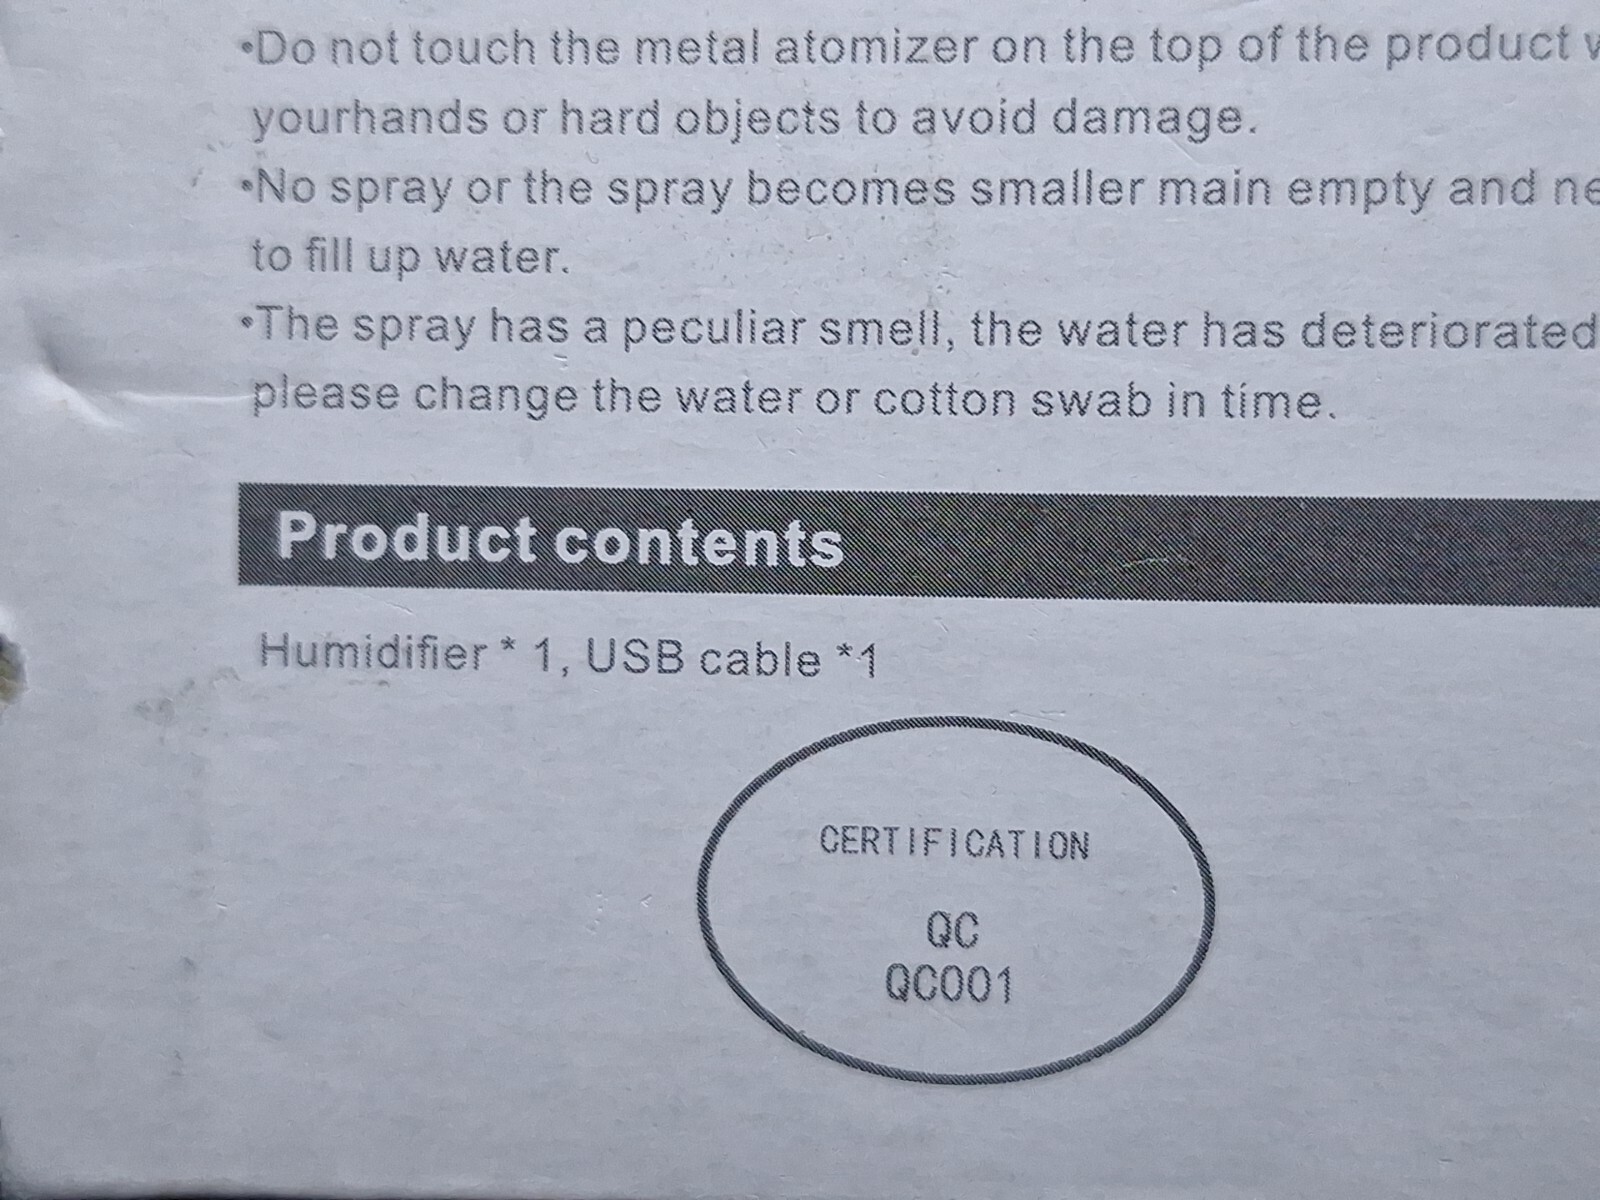 •Do not touch the metal atomizer on the top of the product
yourhands or hard objects to avoid damage.
•No spray or the spray becomes smaller main empty and
to fill up water.
•The spray has a peculiar smell, the water has deteriorated
please change the water or cotton swab in time.
Product contents
Humidifier * 1, USB cable *1
CERTIFICATION
QC
QC001